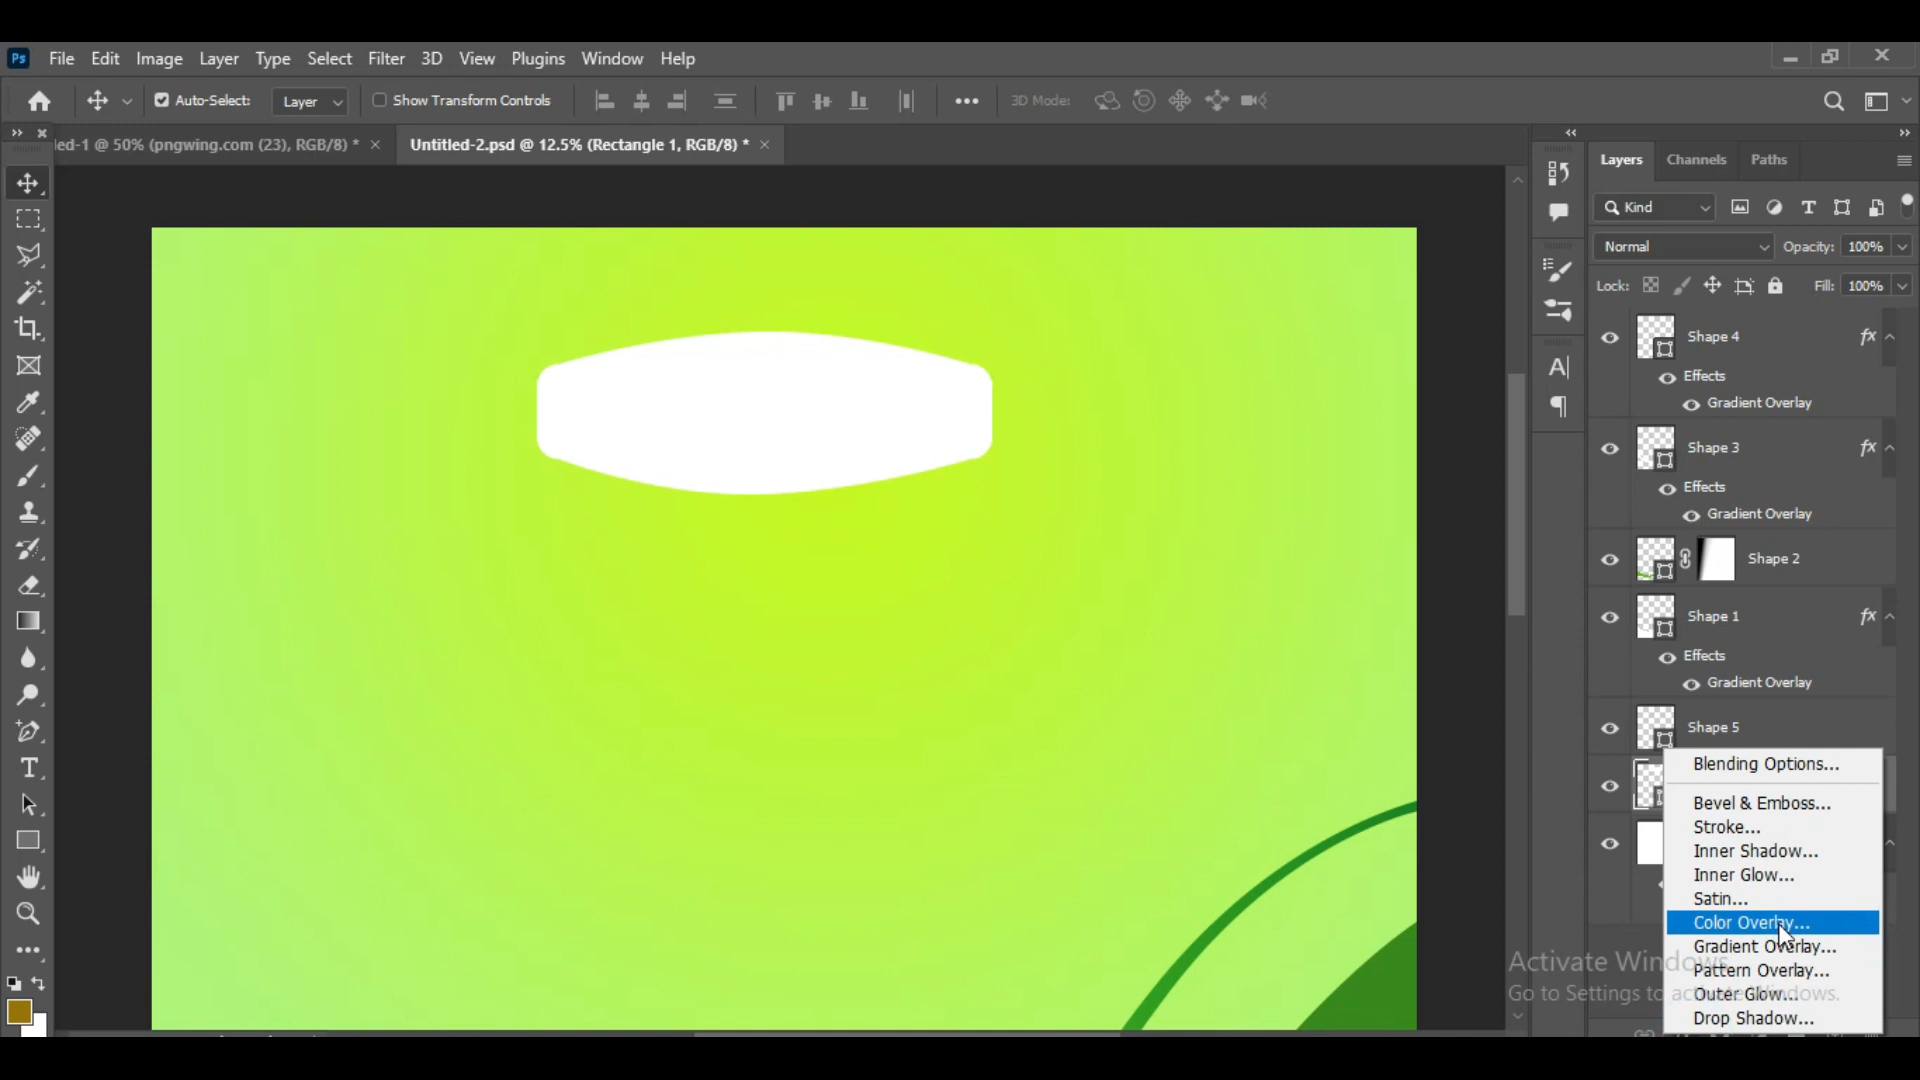 Ps File Edit Image Layer Type Select Filter 3D View Plugins Window Help
Auto-Select: Layer Show Transform Controls 3D Mode:
ed-1 @ 50% (pngwing.com (23), RGB/8) * Untitled-2.psd @ 12.5% (Rectangle 1, RGB/8) *
Layers Channels Paths
Kind
Normal Opacity: 100%
Lock: Fill: 100%
Shape 4 fx
Effects
Gradient Overlay
Shape 3 fx
Effects
Gradient Overlay
Shape 2
Shape 1 fx
Effects
Gradient Overlay
Shape 5
Blending Options...
Bevel & Emboss...
Stroke...
Inner Shadow...
Inner Glow...
Satin...
Color Overlay...
Gradient Overlay...
Pattern Overlay...
Outer Glow...
Drop Shadow...
Activate Windows
Go to Settings to activate Windows.